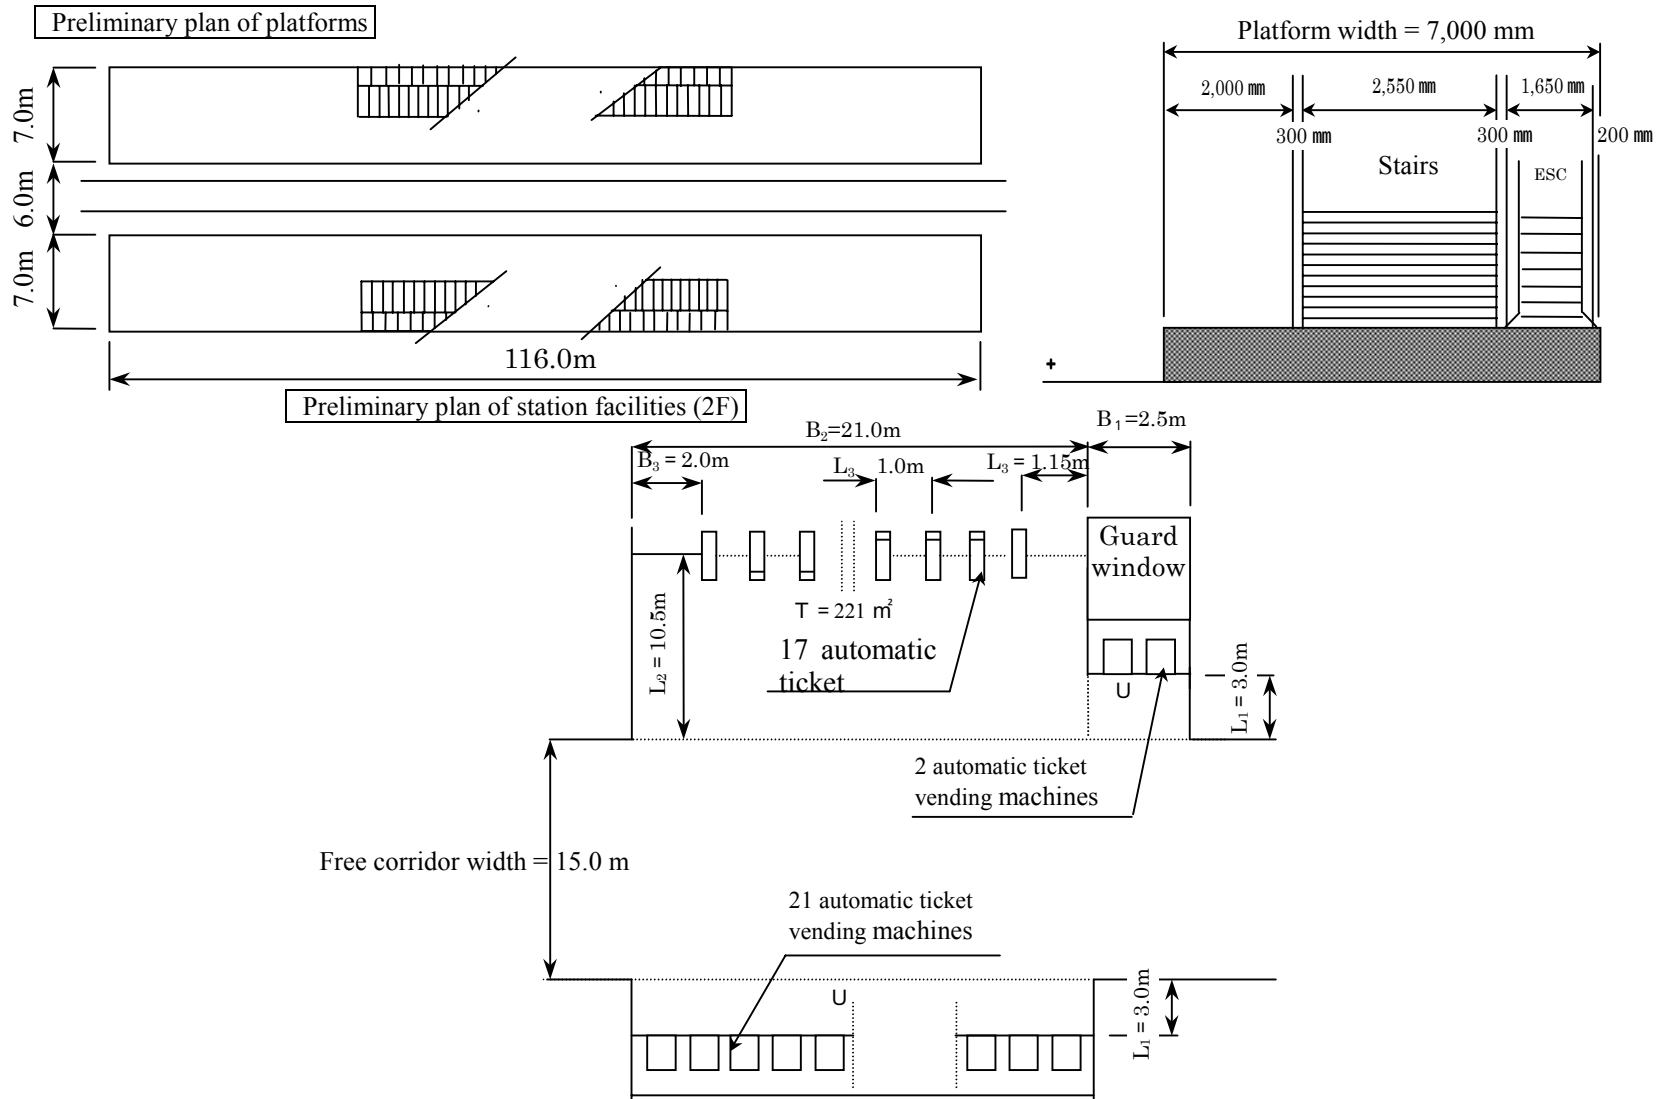 Preliminary plan of platforms
7.0m
6.0m
7.0m
116.0m
Platform width = 7,000 mm
2,000 ㎜
2,550 ㎜
1,650 ㎜
300 ㎜
300 ㎜
200 ㎜
Stairs
ESC
+
Preliminary plan of station facilities (2F)
B₂=21.0m
B₁=2.5m
B₃ = 2.0m
L₃ 1.0m
L₃ = 1.15m
Guard
window
L₂ = 10.5m
T = 221 ㎡
17 automatic
ticket
U
L₁ = 3.0m
2 automatic ticket
vending machines
Free corridor width = 15.0 m
21 automatic ticket
vending machines
U
L₁ = 3.0m